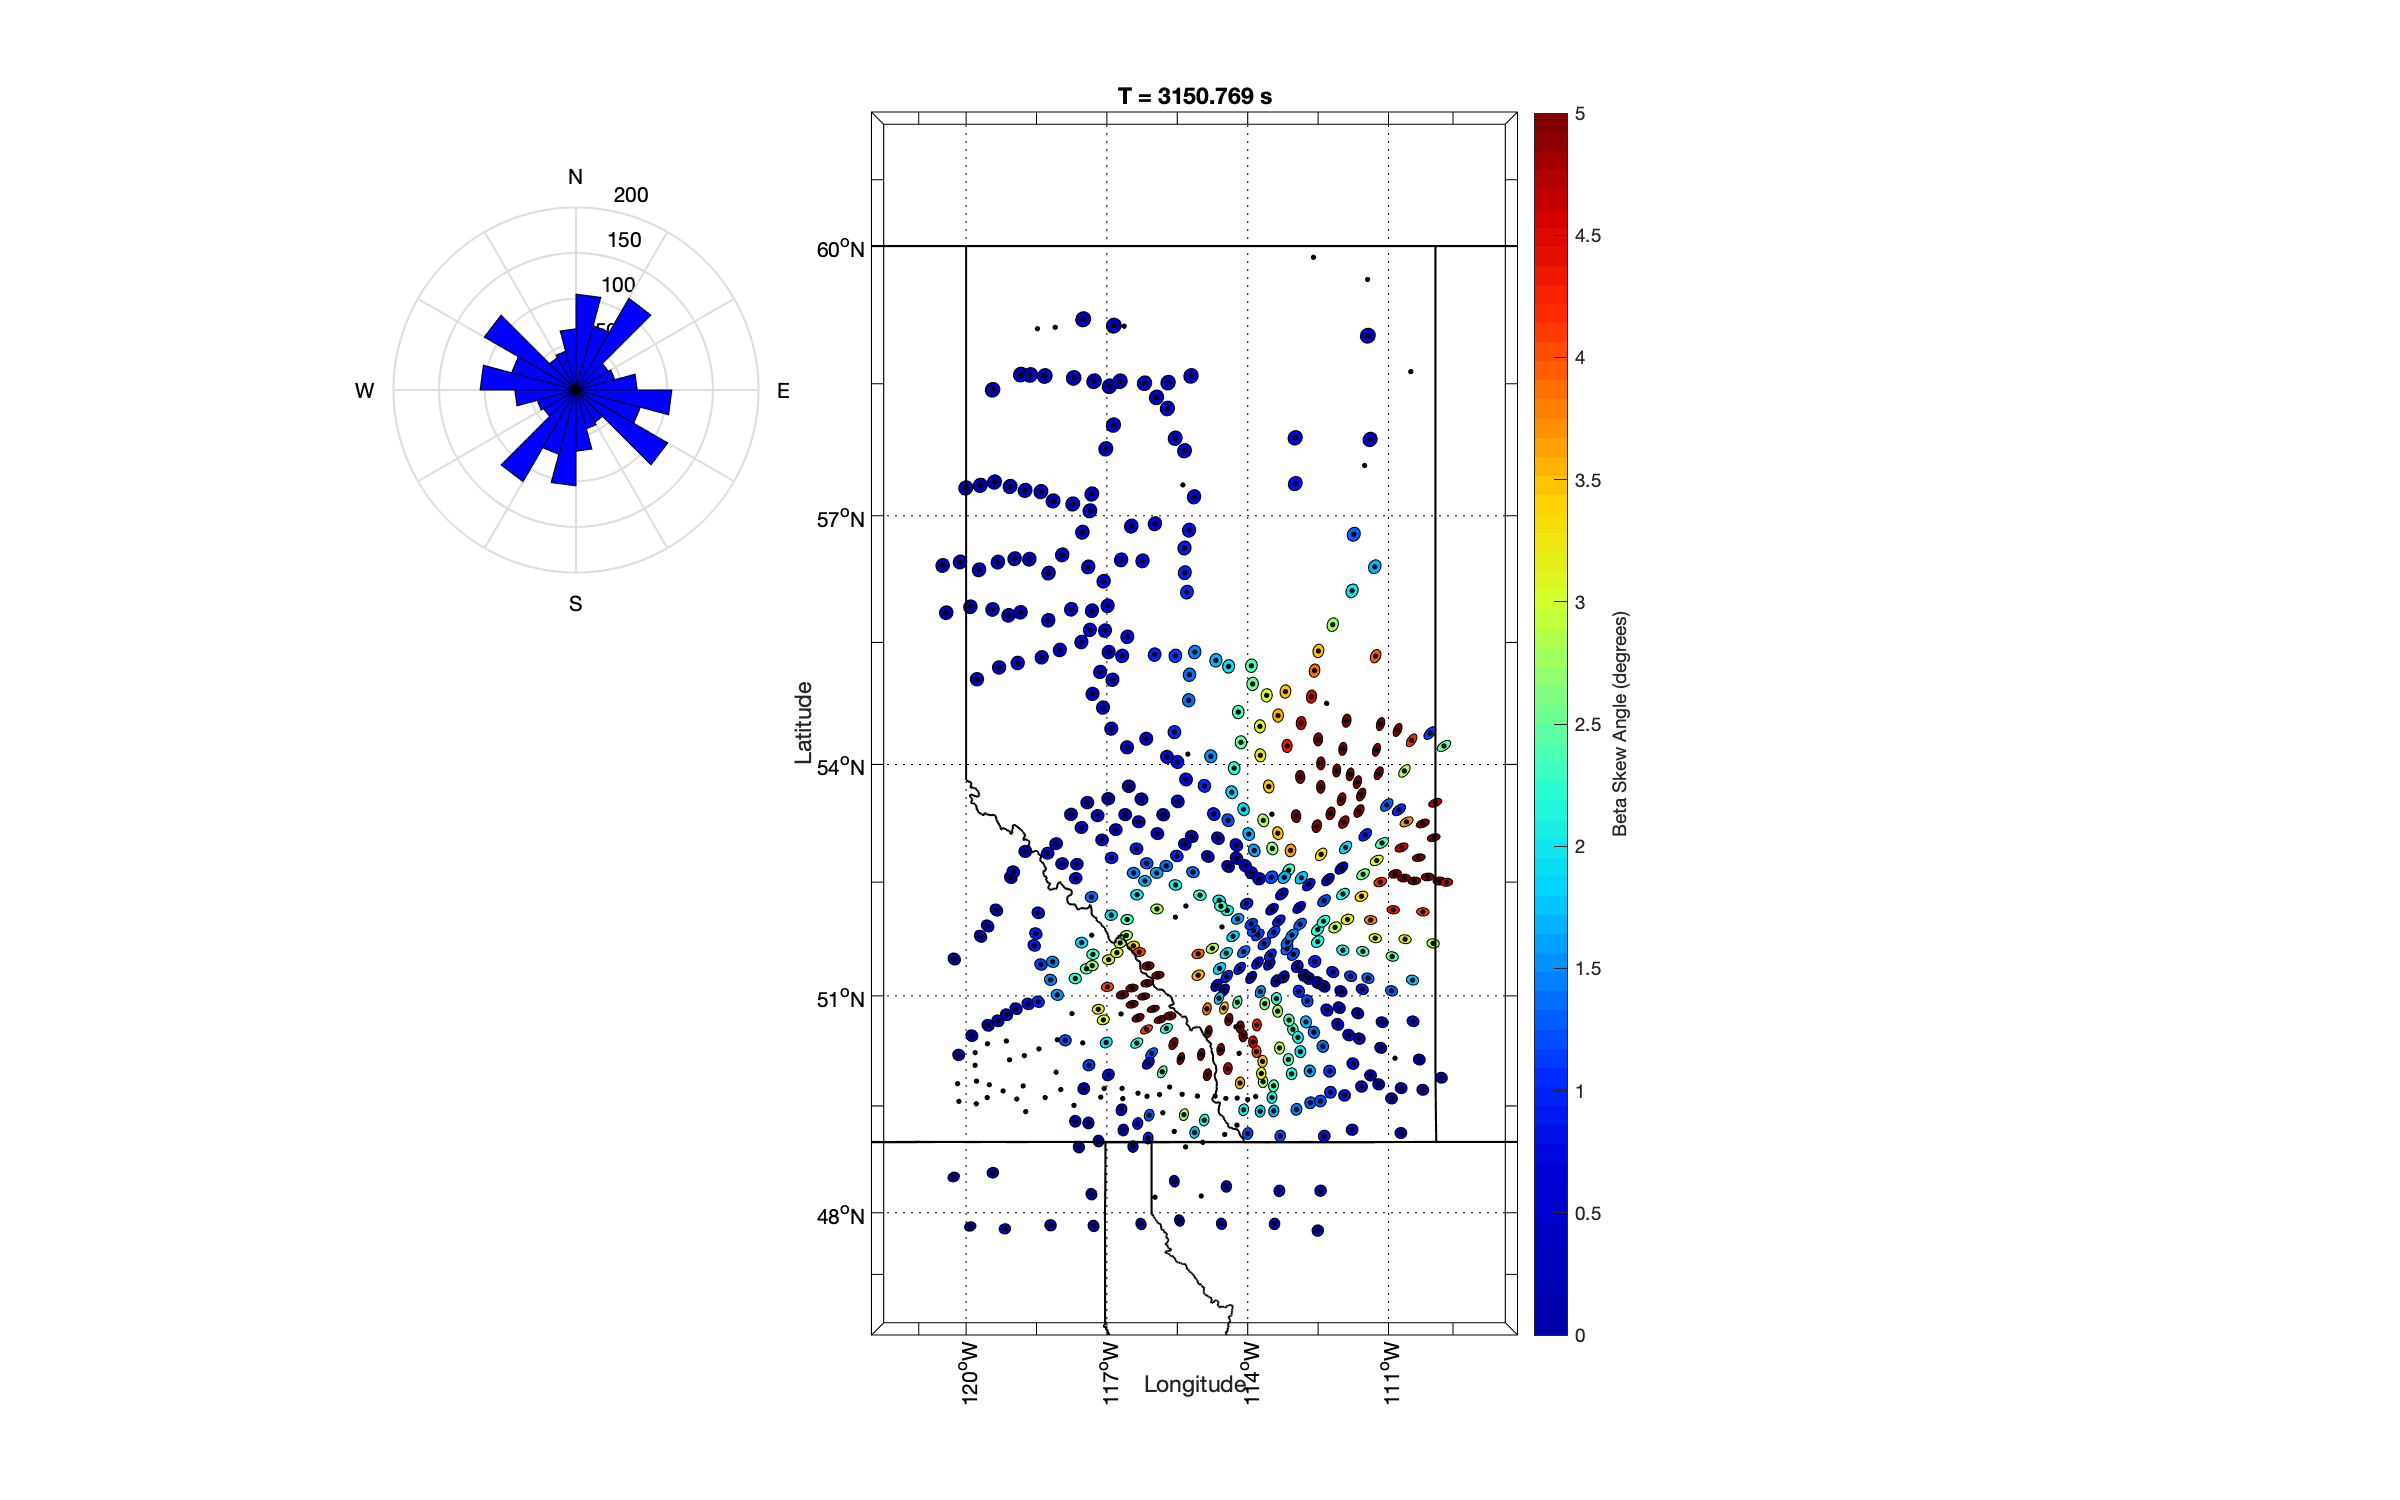 T = 3150.769 s
N
200
150
100
50
W
E
S
60°N
57°N
54°N
51°N
48°N
Latitude
120°W
117°W
114°W
111°W
Longitude
5
4.5
4
3.5
3
2.5
2
1.5
1
0.5
0
Beta Skew Angle (degrees)